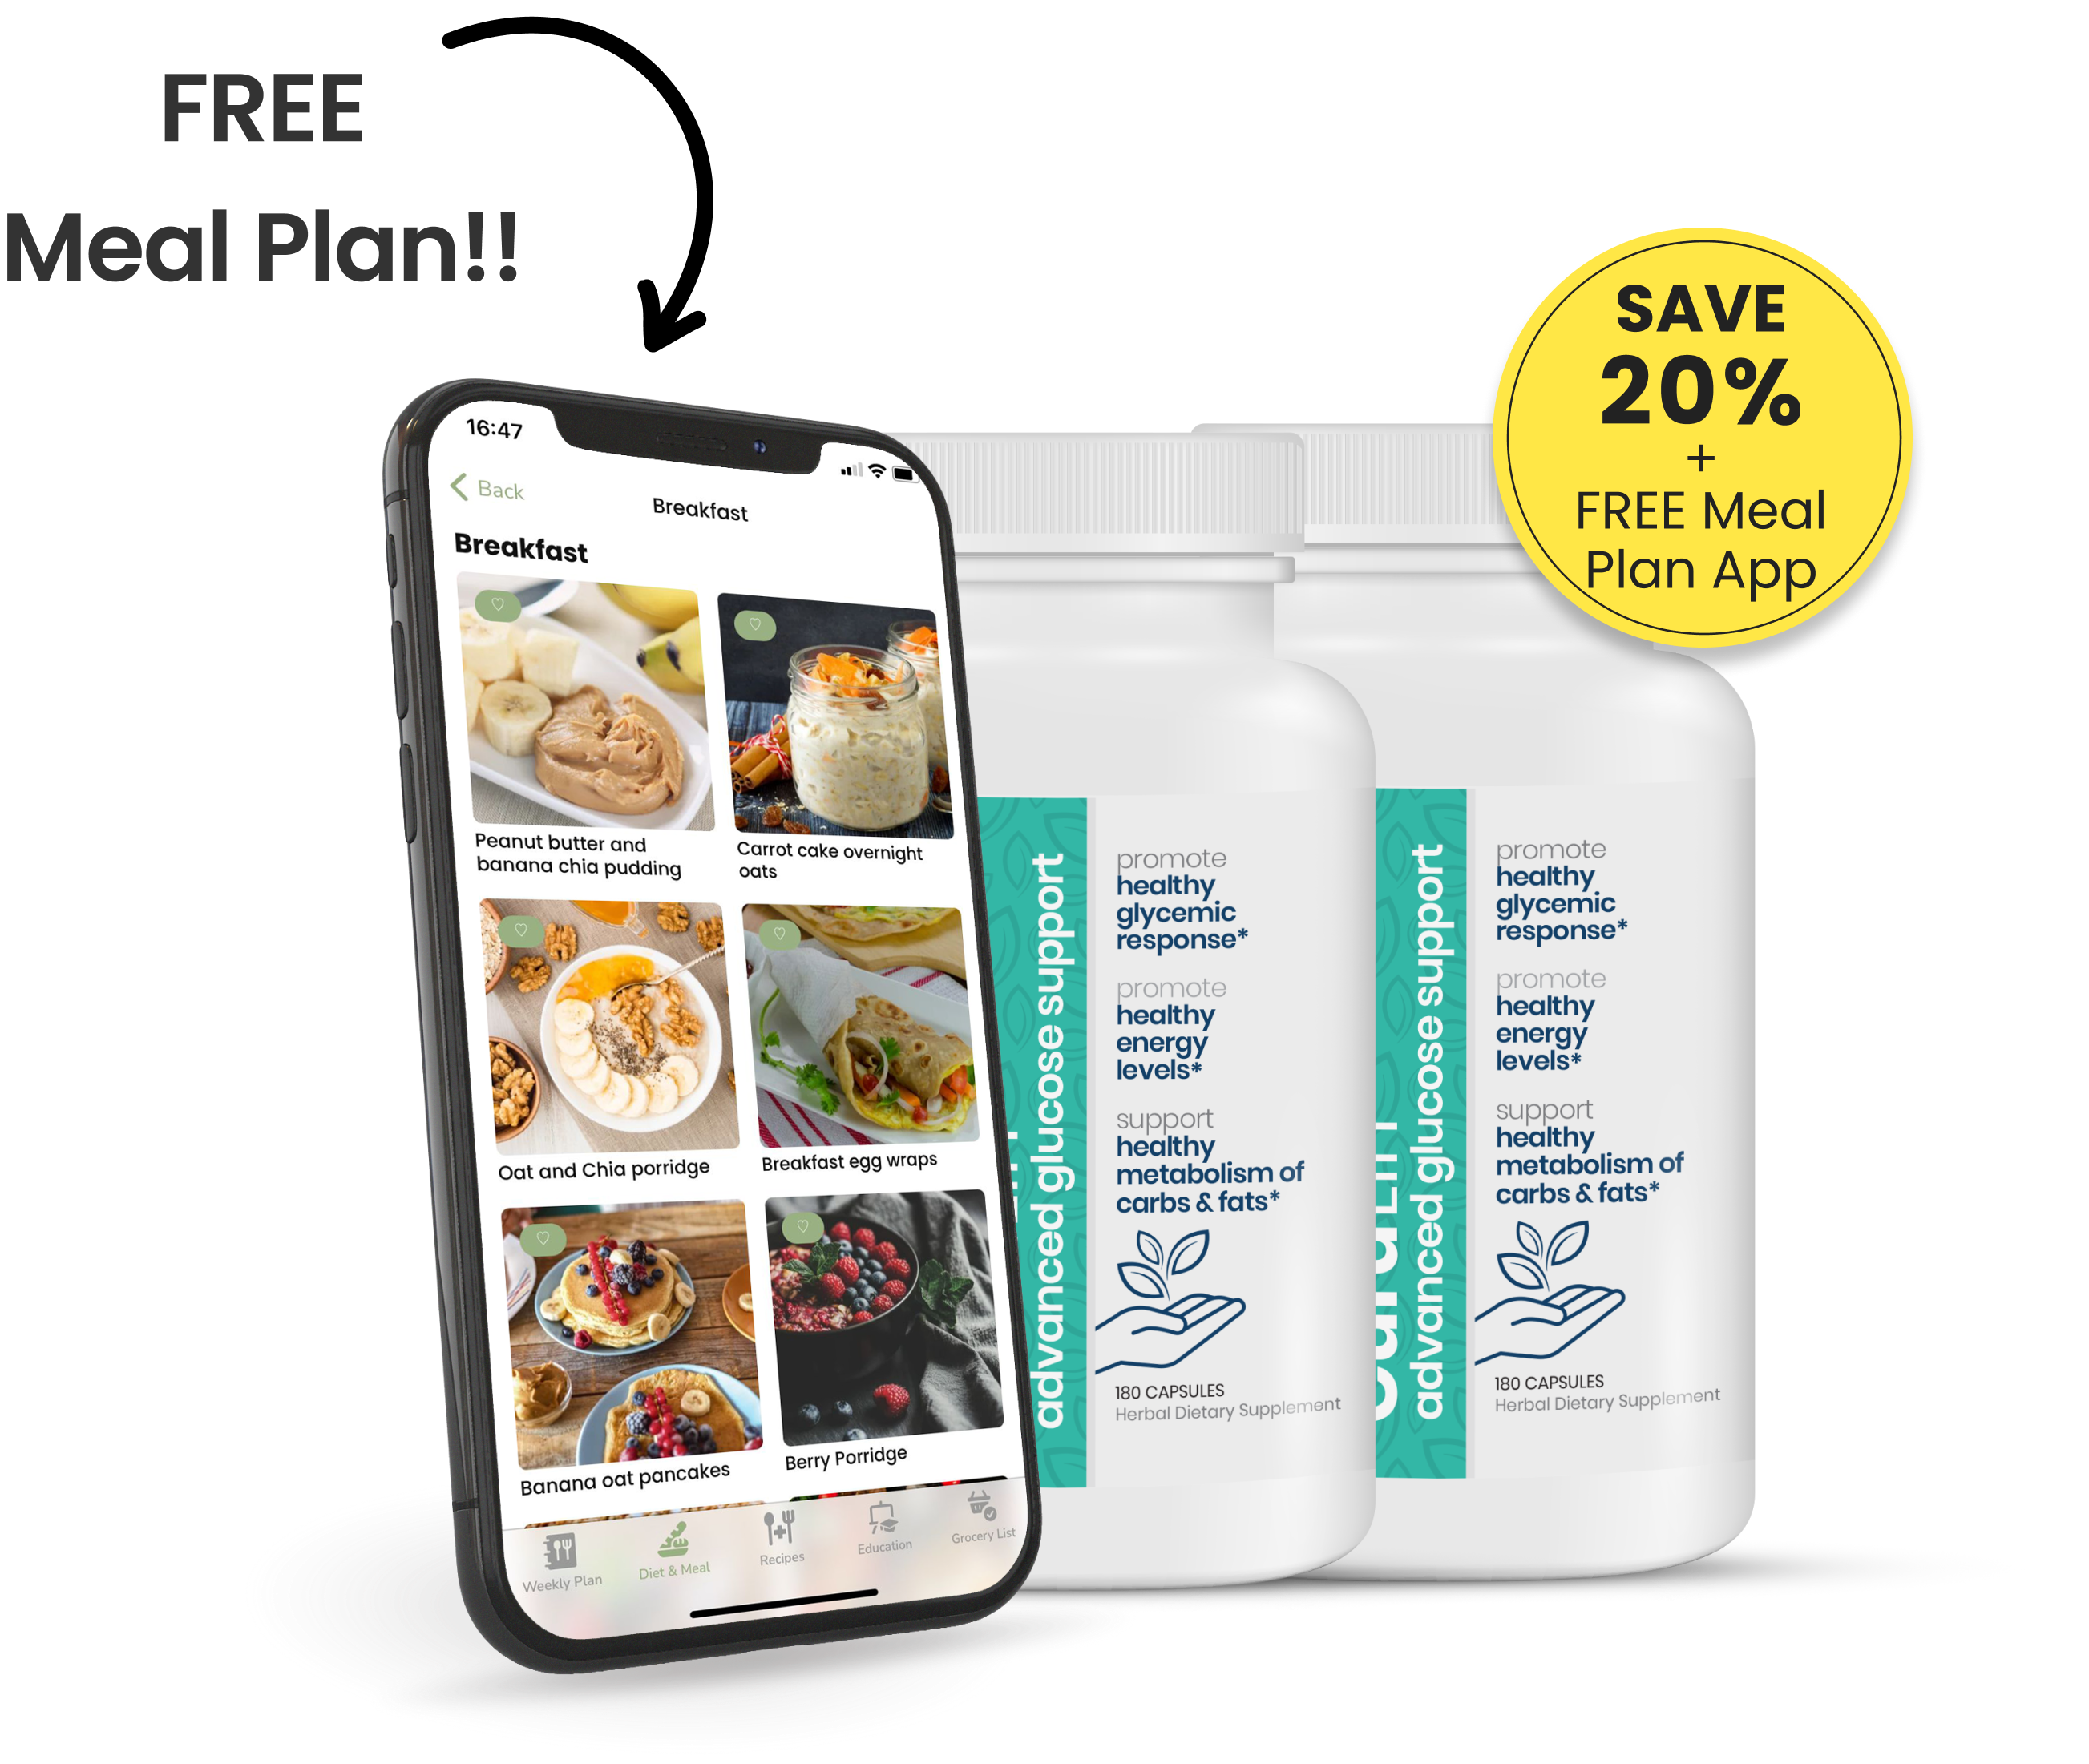 FREE
Meal Plan!!
SAVE
20%
+
FREE Meal
Plan App
16:47
Back
Breakfast
Breakfast
Peanut butter and
banana chia pudding
Carrot cake overnight
oats
Oat and Chia porridge
Breakfast egg wraps
Banana oat pancakes
Berry Porridge
Weekly Plan
Diet & Meal
Recipes
Education
Grocery List
advanced glucose support
promote
healthy
glycemic
response*
promote
healthy
energy
levels*
support
healthy
metabolism of
carbs & fats*
180 CAPSULES
Herbal Dietary Supplement
advanced glucose support
promote
healthy
glycemic
response*
promote
healthy
energy
levels*
support
healthy
metabolism of
carbs & fats*
180 CAPSULES
Herbal Dietary Supplement